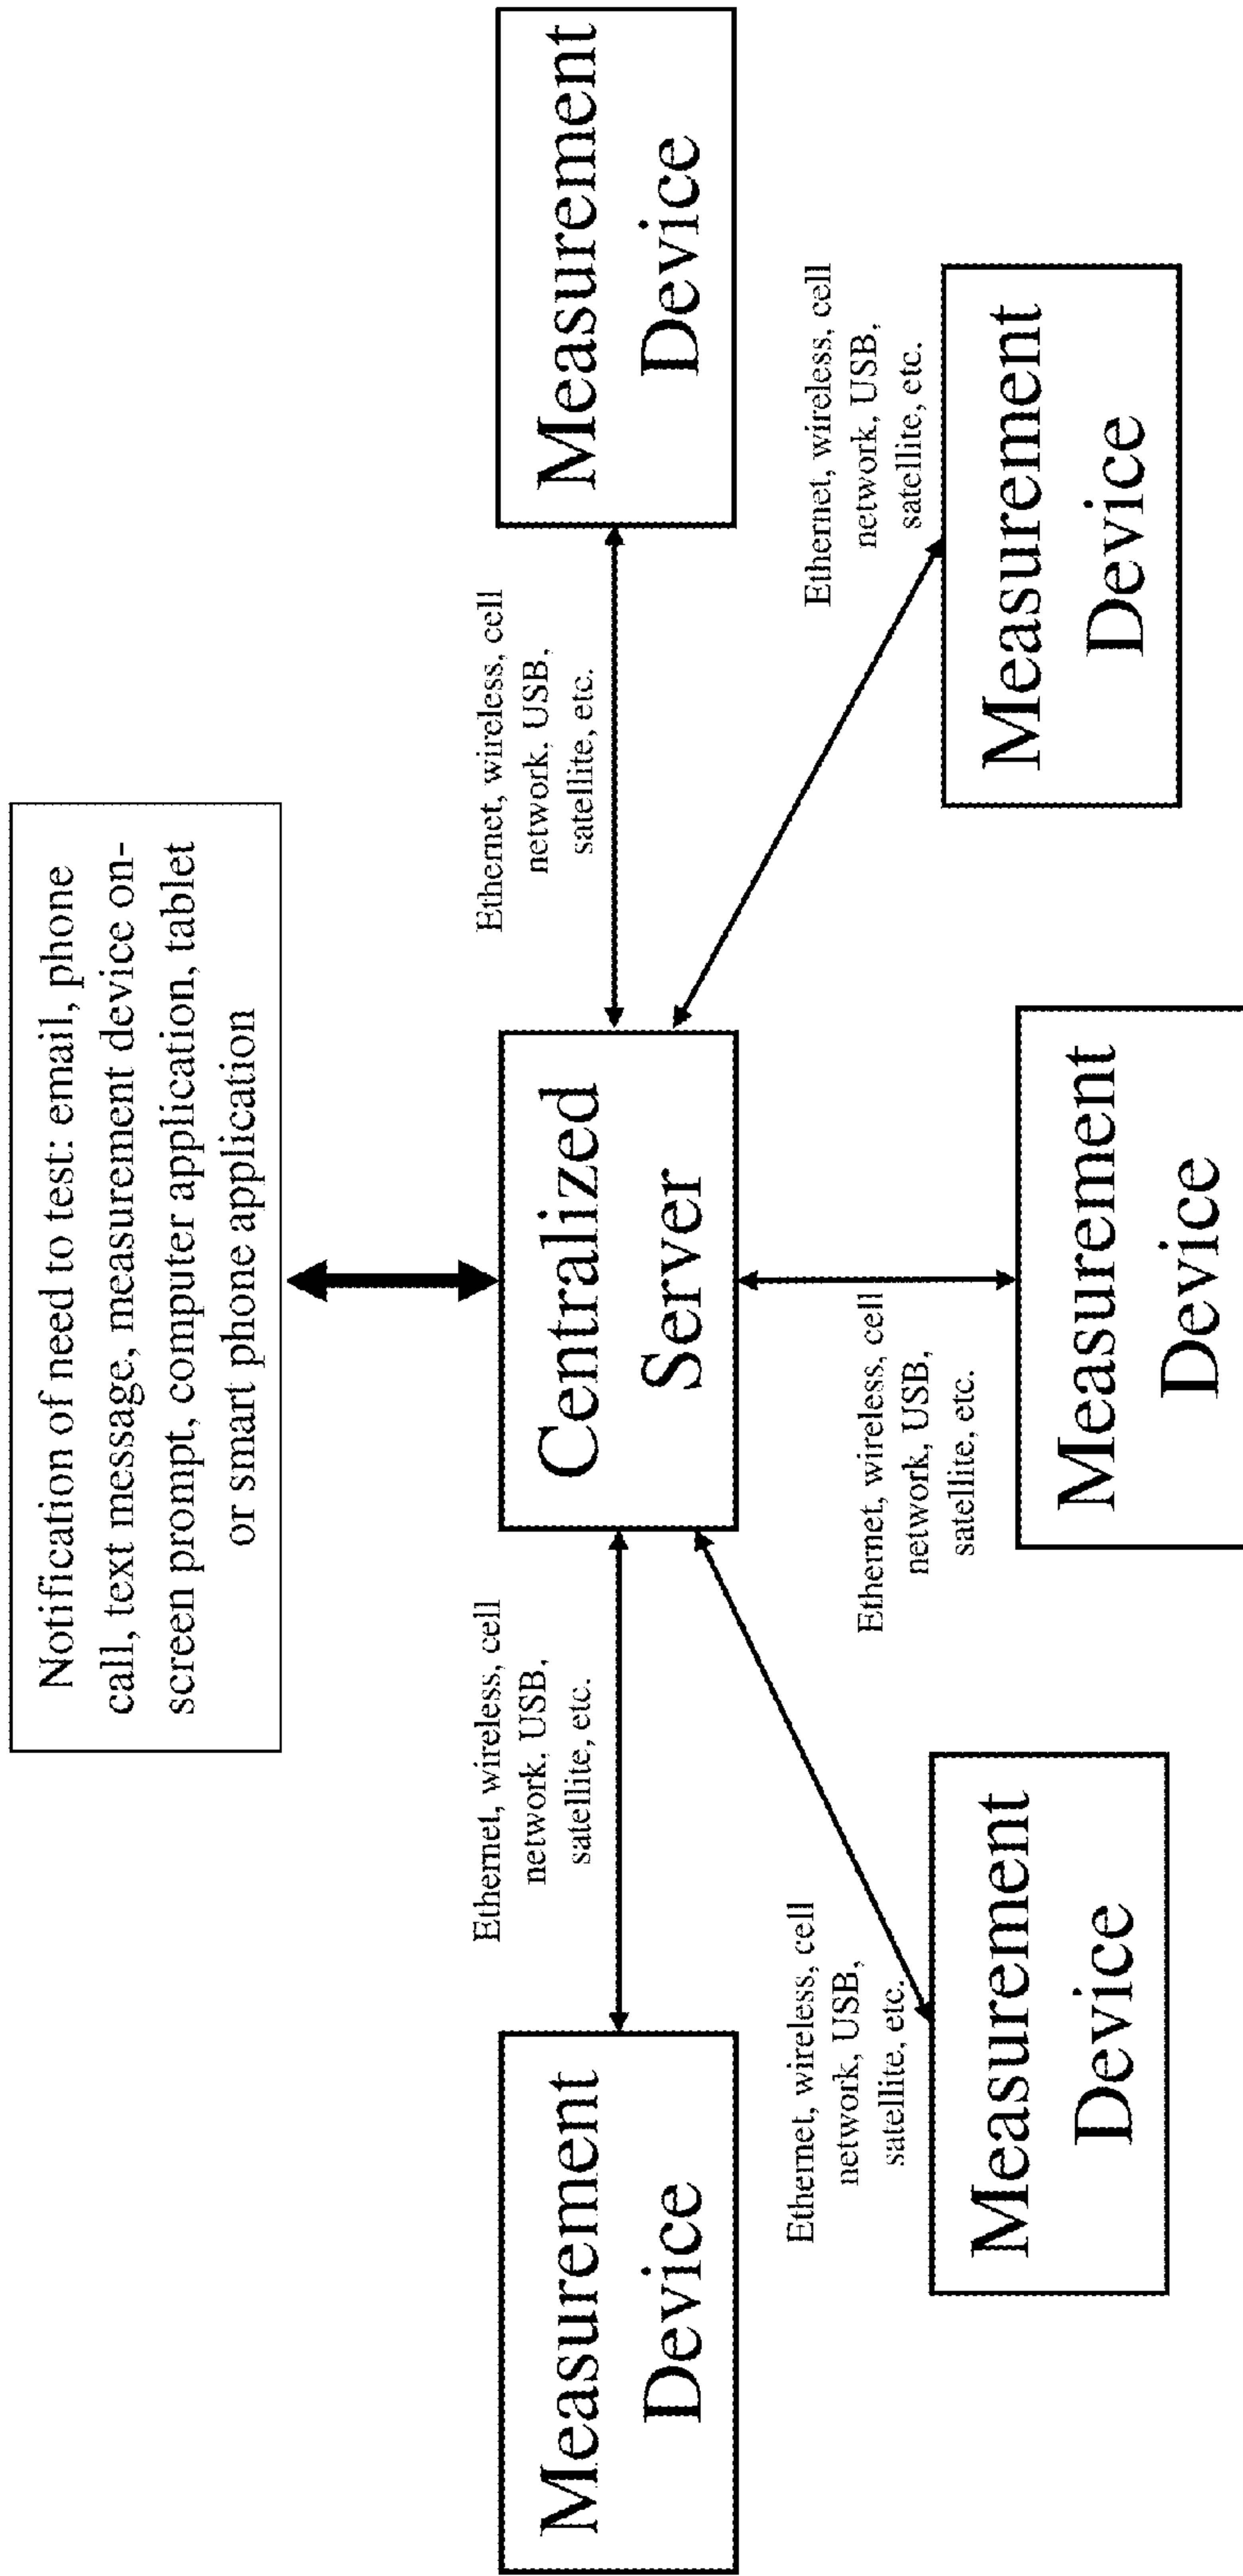 Notification of need to test: email, phone
call, text message, measurement device on-
screen prompt, computer application, tablet
or smart phone application
Measurement
Device
Ethernet, wireless, cell
network, USB,
satellite, etc.
Centralized
Server
Ethernet, wireless, cell
network, USB,
satellite, etc.
Measurement
Device
Ethernet, wireless, cell
network, USB,
satellite, etc.
Measurement
Device
Ethernet, wireless, cell
network, USB,
satellite, etc.
Measurement
Device
Ethernet, wireless, cell
network, USB,
satellite, etc.
Measurement
Device